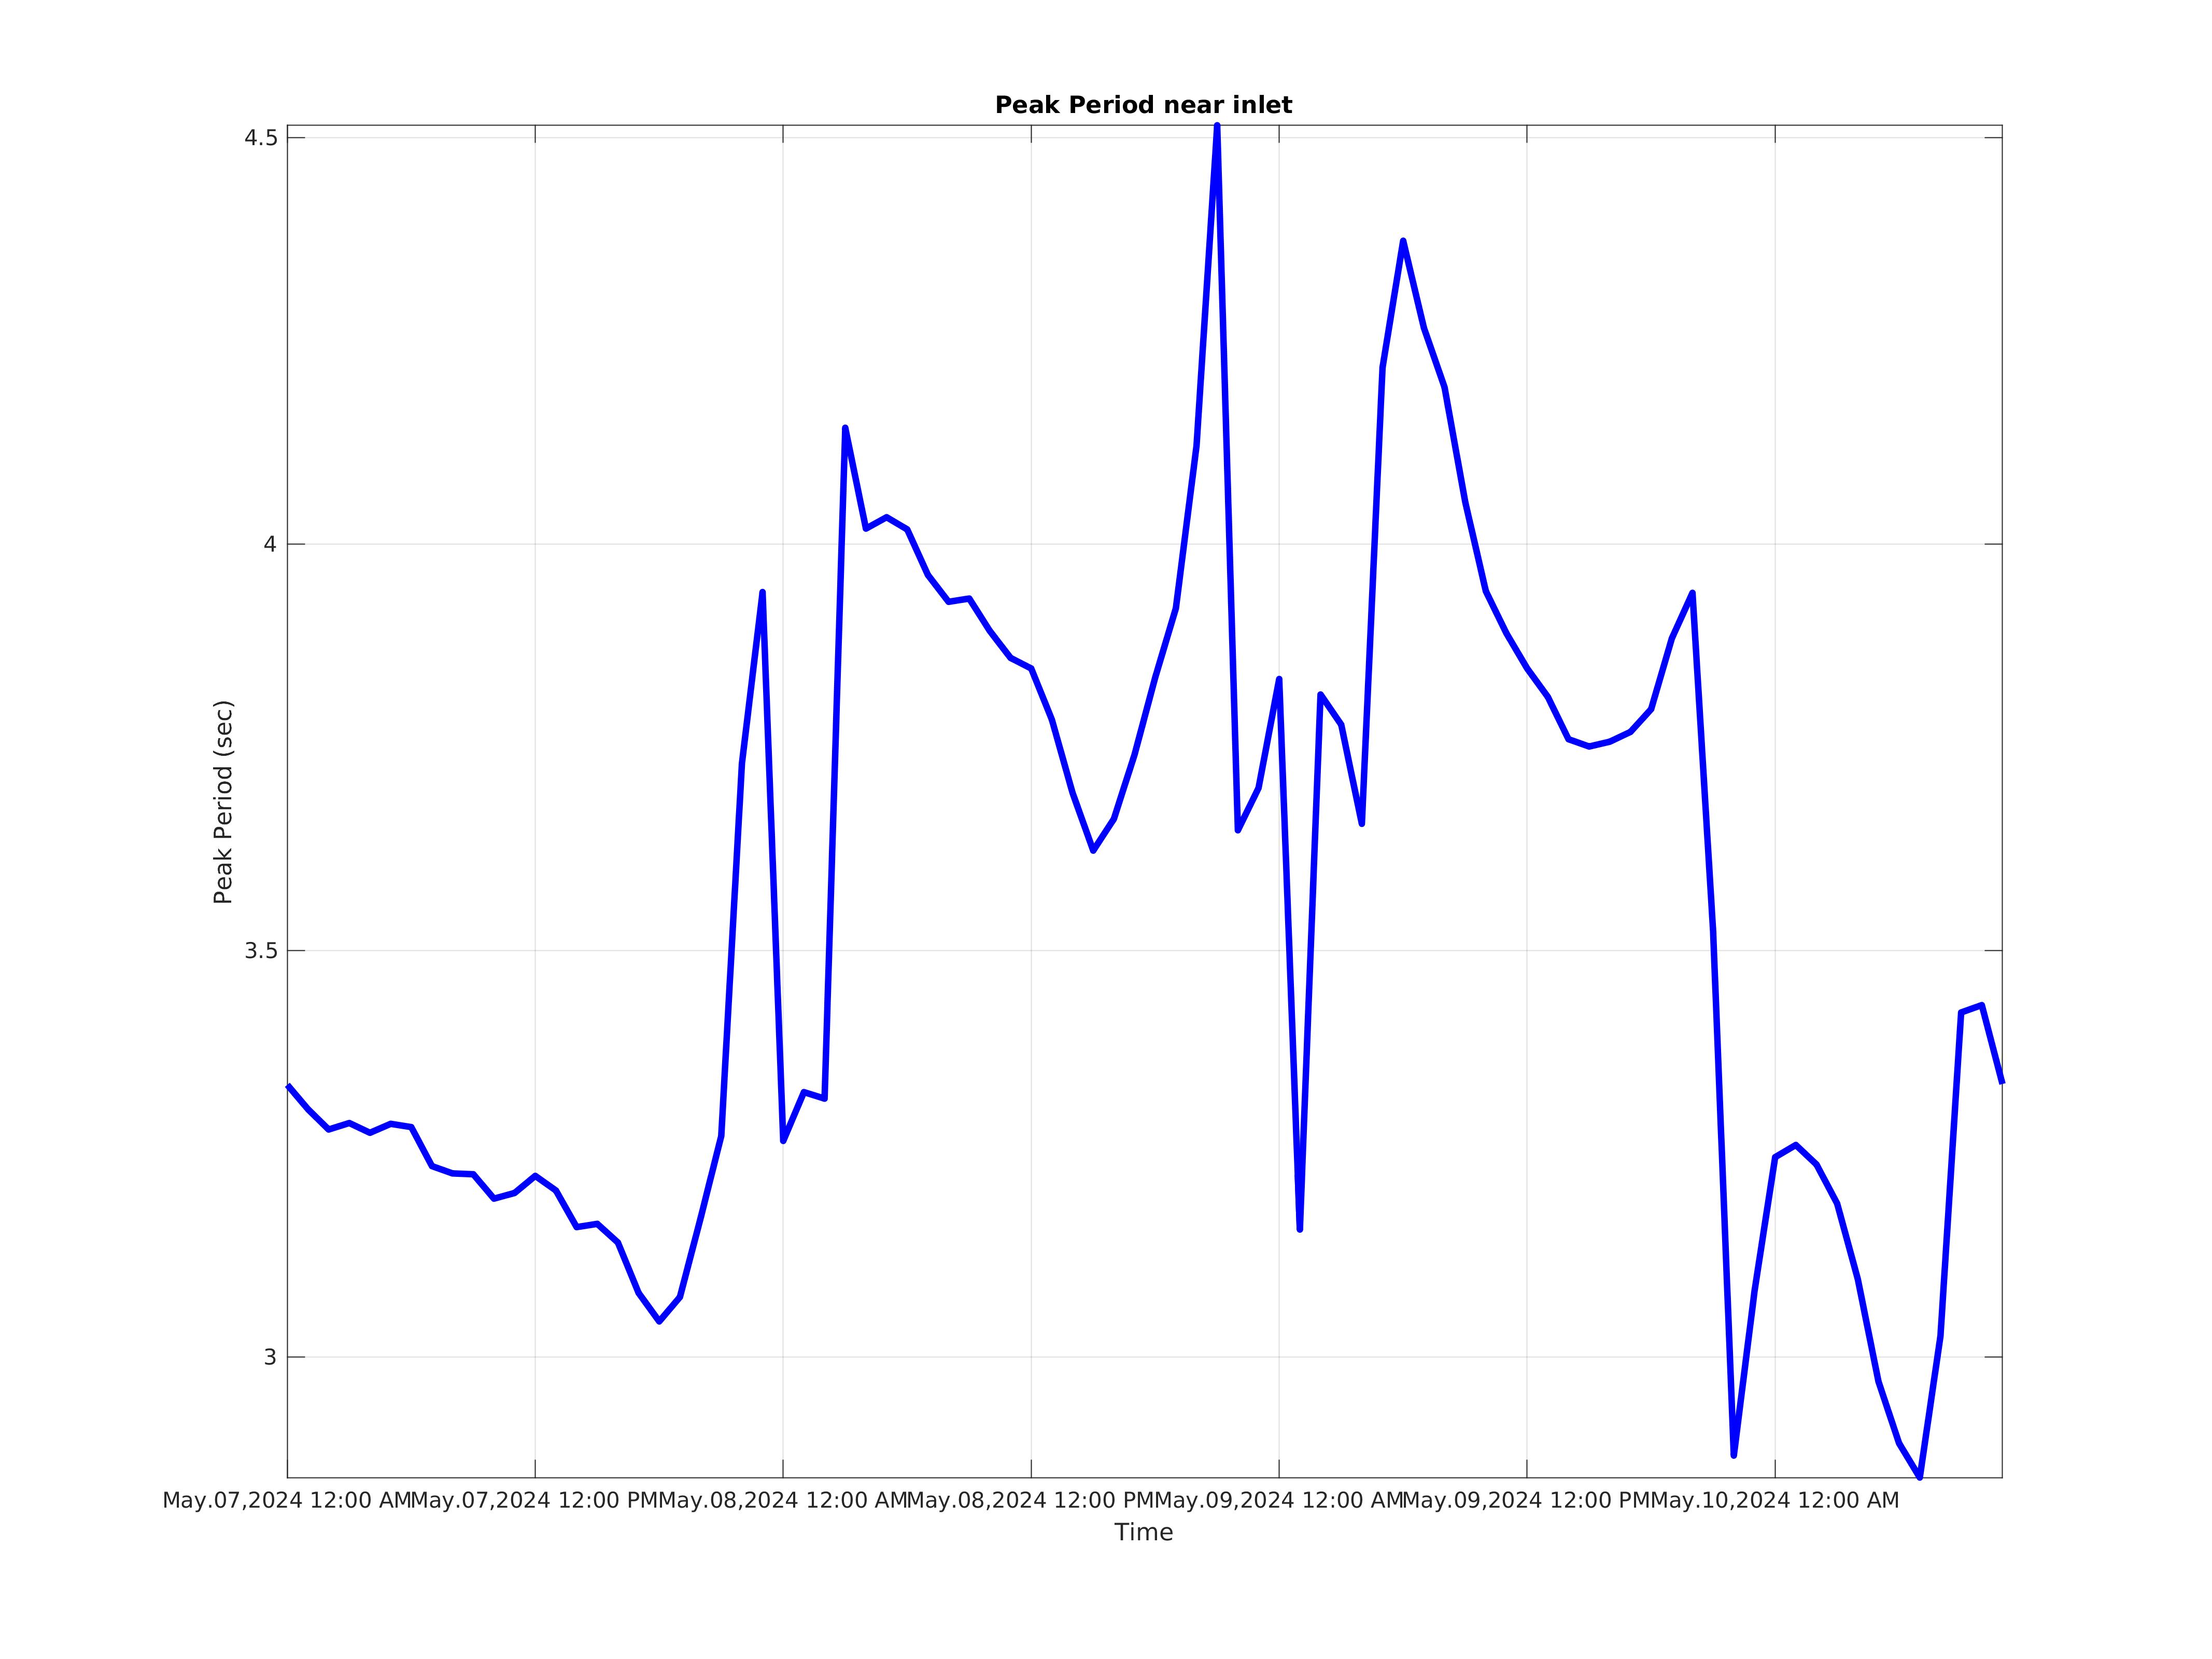 Peak Period near inlet
4.5
4
3.5
3
Peak Period (sec)
May.07,2024 12:00 AM May.07,2024 12:00 PM May.08,2024 12:00 AM May.08,2024 12:00 PM May.09,2024 12:00 AM May.09,2024 12:00 PM May.10,2024 12:00 AM
Time